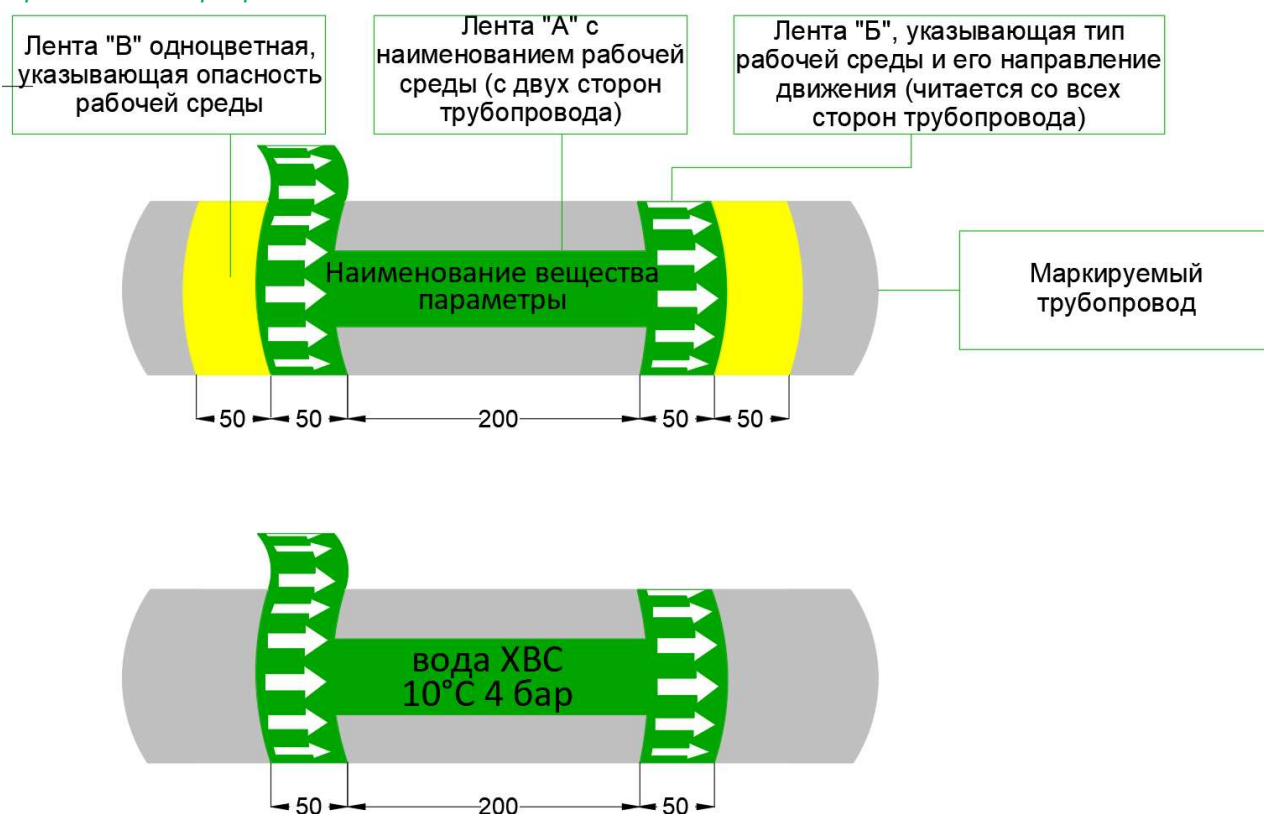 Лента "В" одноцветная,
указывающая опасность
рабочей среды
Лента "А" с
наименованием рабочей
среды (с двух сторон
трубопровода)
Лента "Б", указывающая тип
рабочей среды и его направление
движения (читается со всех
сторон трубопровода)
Наименование вещества
параметры
Маркируемый
трубопровод
50 50 200 50 50
вода ХВС
10°С 4 бар
50 200 50